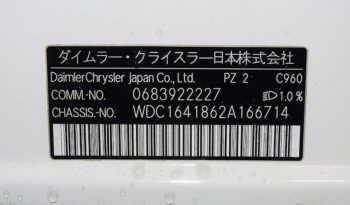 ダイムラー・クライスラー日本株式会社
DaimlerChrysler Japan Co., Ltd. PZ 2 C960
COMM.-NO. 0683922227 1.0%
CHASSIS.-NO. WDC1641862A166714